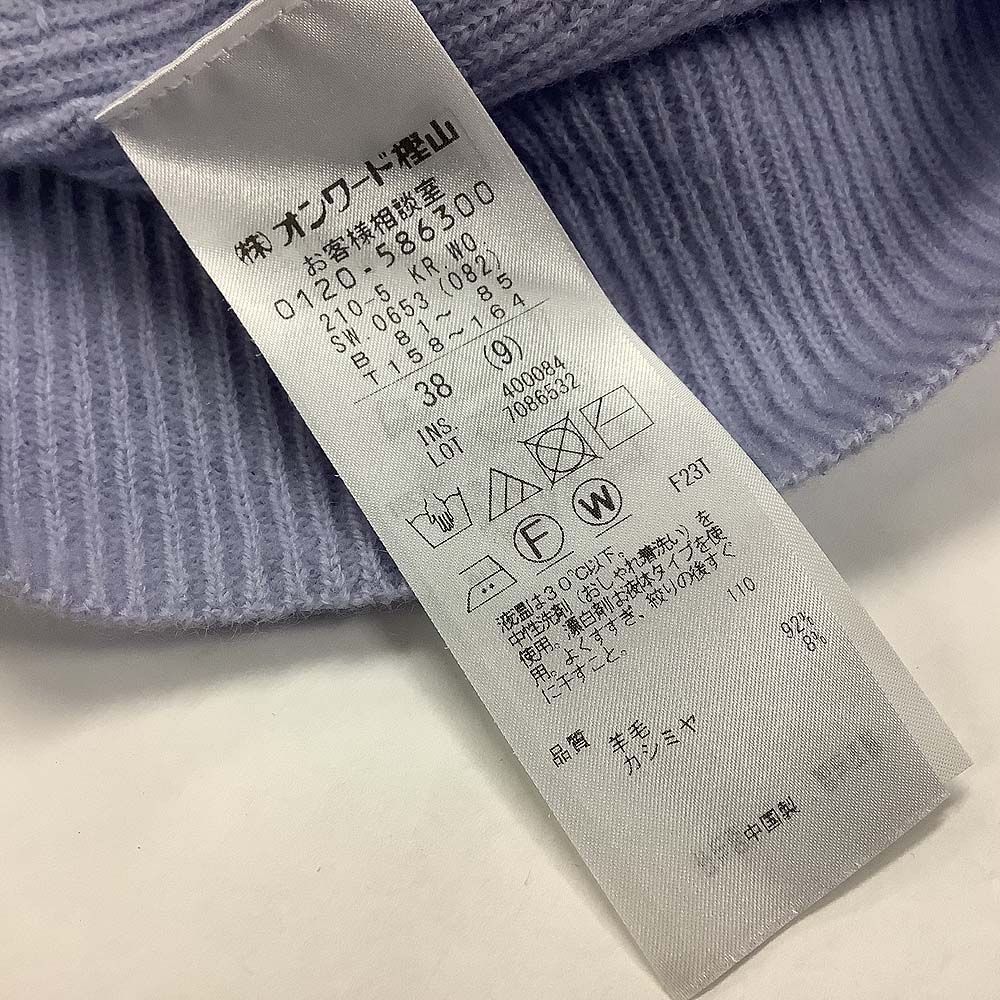 ㈱オンワード樫山
お客様相談室
0120-586300
210-5 KR.WO
SW.0653 (082)
B 81～ 85
T 158～164
38 (9)
INS. 400084
LOT 7086532
F W
F23T
液温は30℃以下。
中性洗剤(おしゃれ着洗い)を
使用。漂白剤はお液体タイプを使
用。よくすすぎ、絞りの後すぐ
に干すこと。
110
品質 羊毛 92%
カシミヤ 8%
中国製